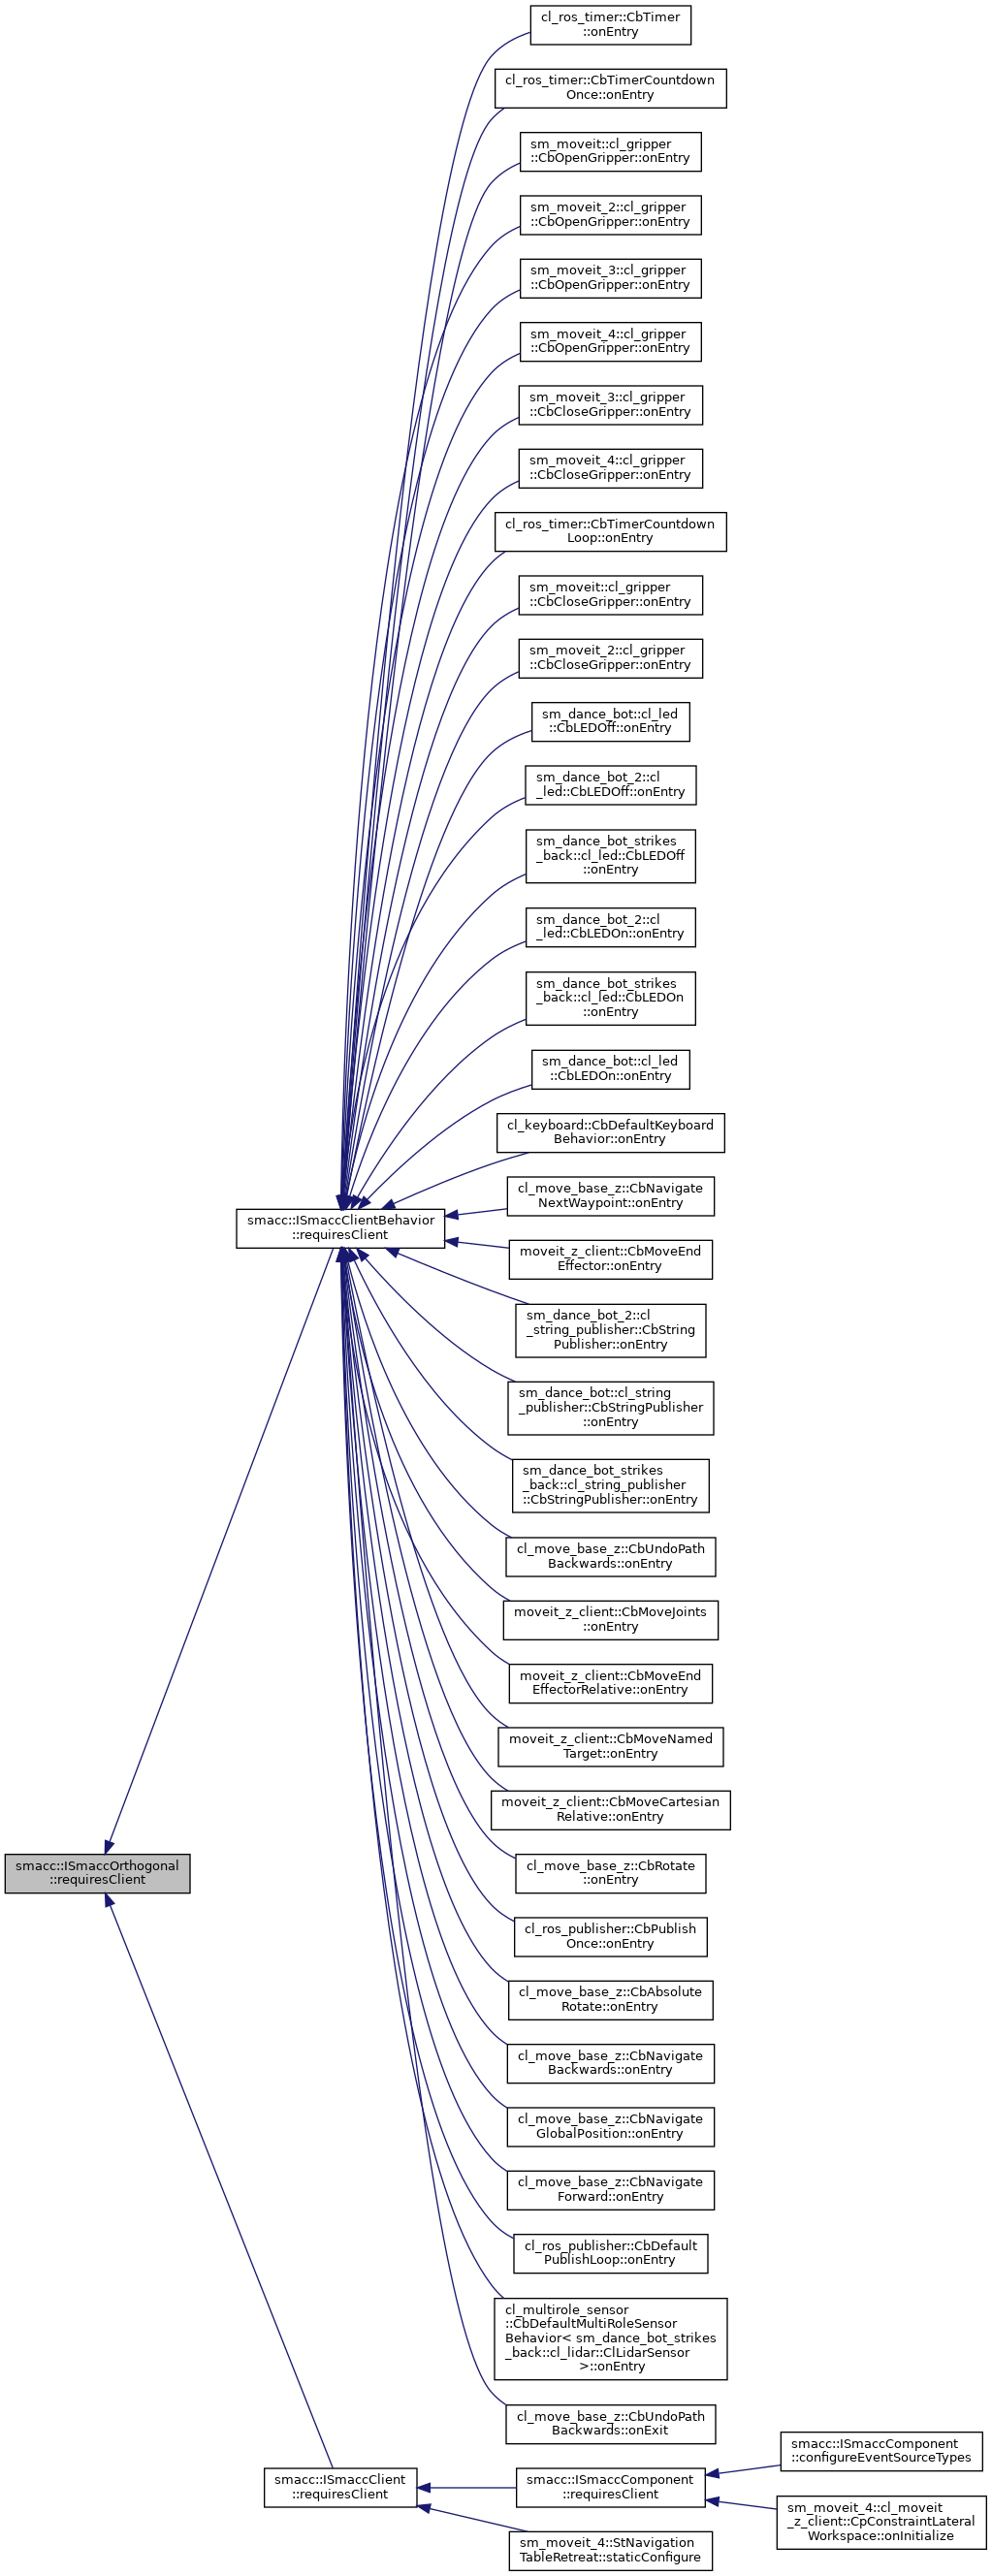 cl_ros_timer::CbTimer
::onEntry
cl_ros_timer::CbTimerCountdown
Once::onEntry
sm_moveit::cl_gripper
::CbOpenGripper::onEntry
sm_moveit_2::cl_gripper
::CbOpenGripper::onEntry
sm_moveit_3::cl_gripper
::CbOpenGripper::onEntry
sm_moveit_4::cl_gripper
::CbOpenGripper::onEntry
sm_moveit_3::cl_gripper
::CbCloseGripper::onEntry
sm_moveit_4::cl_gripper
::CbCloseGripper::onEntry
cl_ros_timer::CbTimerCountdown
Loop::onEntry
sm_moveit::cl_gripper
::CbCloseGripper::onEntry
sm_moveit_2::cl_gripper
::CbCloseGripper::onEntry
sm_dance_bot::cl_led
::CbLEDOff::onEntry
sm_dance_bot_2::cl
_led::CbLEDOff::onEntry
sm_dance_bot_strikes
_back::cl_led::CbLEDOff
::onEntry
sm_dance_bot_2::cl
_led::CbLEDOn::onEntry
sm_dance_bot_strikes
_back::cl_led::CbLEDOn
::onEntry
sm_dance_bot::cl_led
::CbLEDOn::onEntry
cl_keyboard::CbDefaultKeyboard
Behavior::onEntry
cl_move_base_z::CbNavigate
NextWaypoint::onEntry
smacc::ISmaccClientBehavior
::requiresClient
moveit_z_client::CbMoveEnd
Effector::onEntry
sm_dance_bot_2::cl
_string_publisher::CbString
Publisher::onEntry
sm_dance_bot::cl_string
_publisher::CbStringPublisher
::onEntry
sm_dance_bot_strikes
_back::cl_string_publisher
::CbStringPublisher::onEntry
cl_move_base_z::CbUndoPath
Backwards::onEntry
moveit_z_client::CbMoveJoints
::onEntry
moveit_z_client::CbMoveEnd
EffectorRelative::onEntry
moveit_z_client::CbMoveNamed
Target::onEntry
moveit_z_client::CbMoveCartesian
Relative::onEntry
smacc::ISmaccOrthogonal
::requiresClient
cl_move_base_z::CbRotate
::onEntry
cl_ros_publisher::CbPublish
Once::onEntry
cl_move_base_z::CbAbsolute
Rotate::onEntry
cl_move_base_z::CbNavigate
Backwards::onEntry
cl_move_base_z::CbNavigate
GlobalPosition::onEntry
cl_move_base_z::CbNavigate
Forward::onEntry
cl_ros_publisher::CbDefault
PublishLoop::onEntry
cl_multirole_sensor
::CbDefaultMultiRoleSensor
Behavior< sm_dance_bot_strikes
_back::cl_lidar::ClLidarSensor
>::onEntry
cl_move_base_z::CbUndoPath
Backwards::onExit
smacc::ISmaccClient
::requiresClient
smacc::ISmaccComponent
::requiresClient
smacc::ISmaccComponent
::configureEventSourceTypes
sm_moveit_4::cl_moveit
_z_client::CpConstraintLateral
Workspace::onInitialize
sm_moveit_4::StNavigation
TableRetreat::staticConfigure